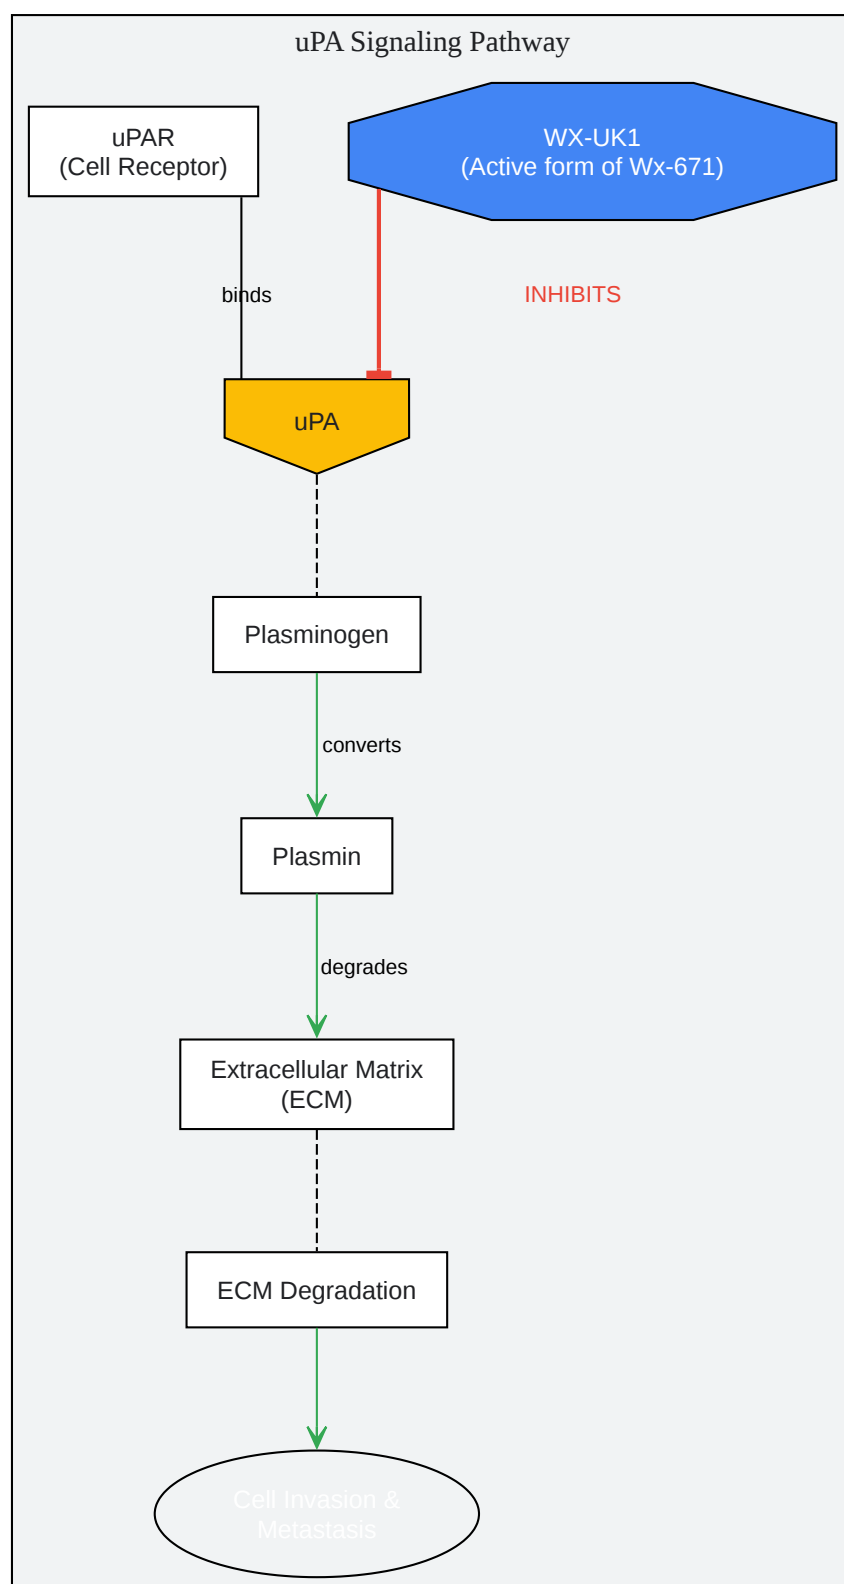 uPA Signaling Pathway
uPAR
(Cell Receptor)
WX-UK1
(Active form of Wx-671)
binds
INHIBITS
uPA
Plasminogen
converts
Plasmin
degrades
Extracellular Matrix
(ECM)
ECM Degradation
Cell Invasion &
Metastasis